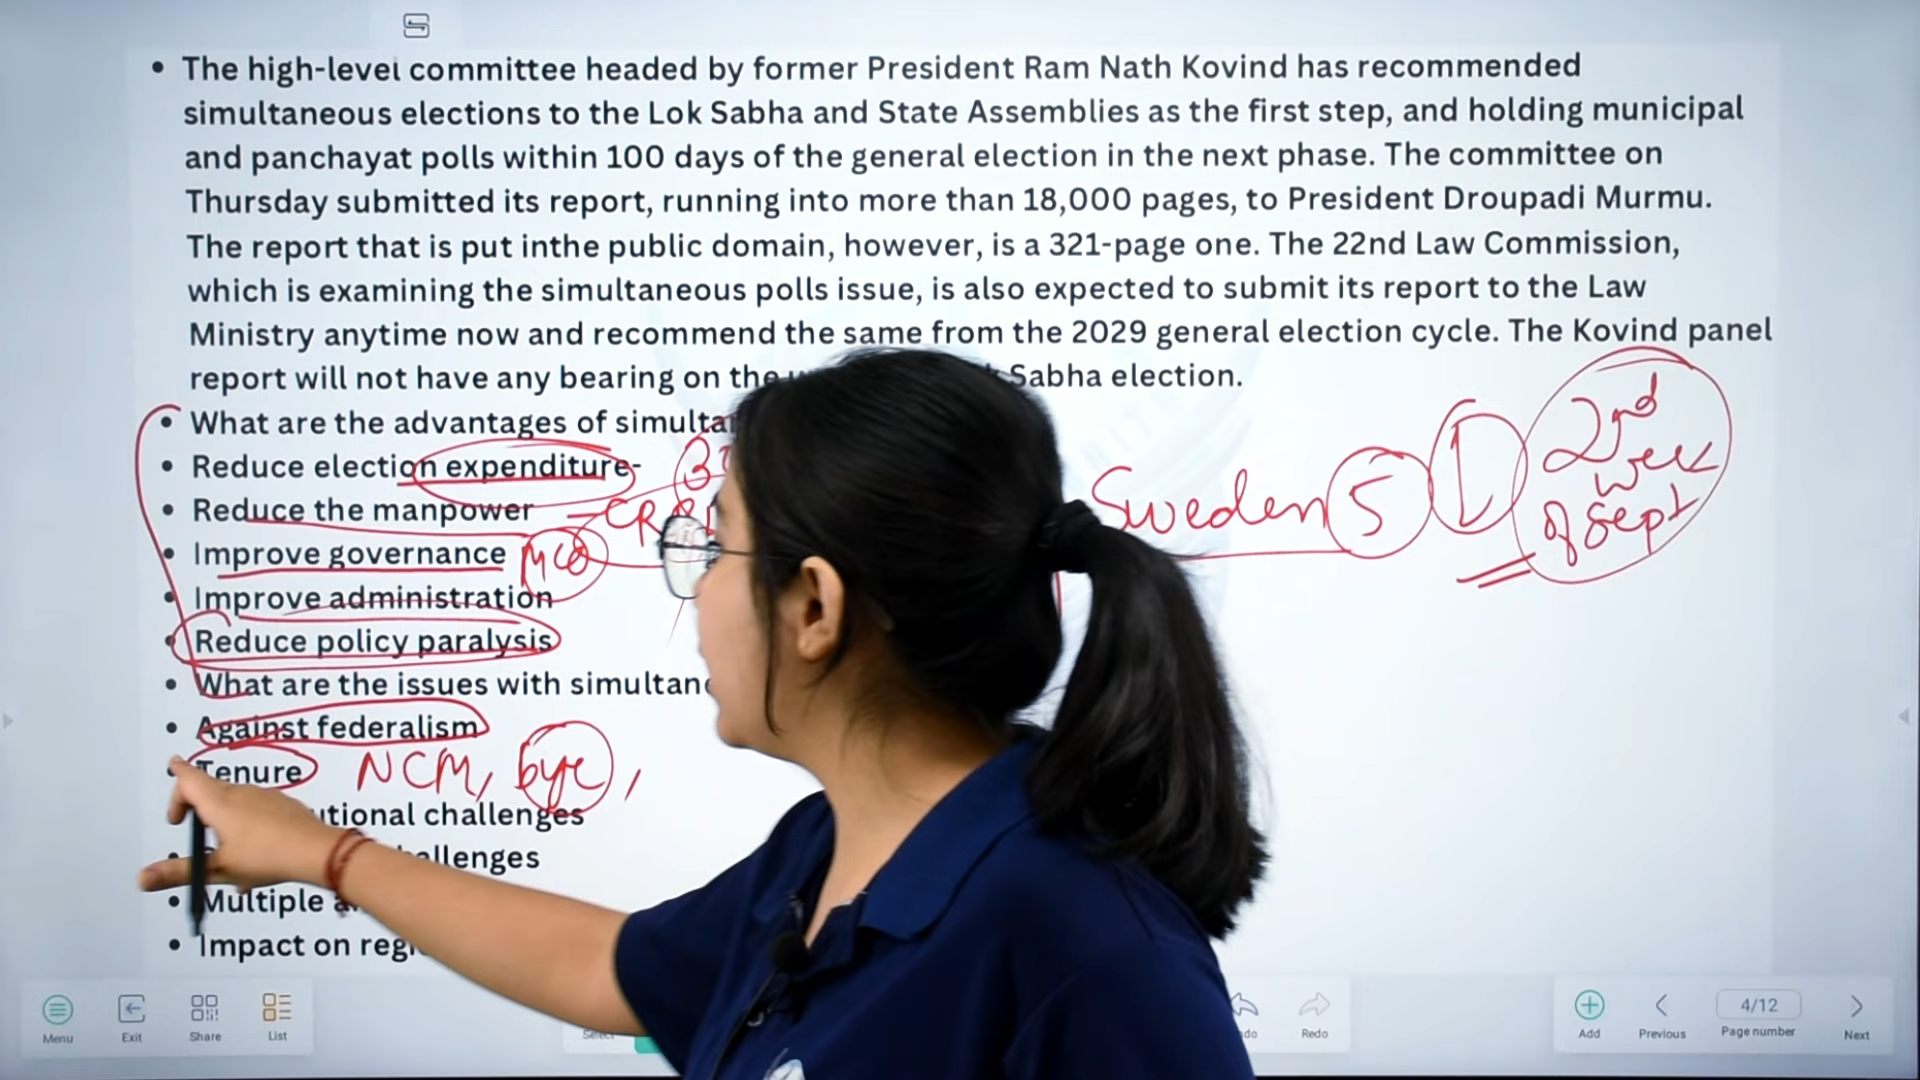 • The high-level committee headed by former President Ram Nath Kovind has recommended
simultaneous elections to the Lok Sabha and State Assemblies as the first step, and holding municipal
and panchayat polls within 100 days of the general election in the next phase. The committee on
Thursday submitted its report, running into more than 18,000 pages, to President Droupadi Murmu.
The report that is put inthe public domain, however, is a 321-page one. The 22nd Law Commission,
which is examining the simultaneous polls issue, is also expected to submit its report to the Law
Ministry anytime now and recommend the same from the 2029 general election cycle. The Kovind panel
report will not have any bearing on the Sabha election.
• What are the advantages of
• Reduce election expenditure-
• Reduce the manpower
• Improve governance
• Improve administration
• Reduce policy paralysis
• What are the issues with
• Against federalism
• Tenure NCM, bye,
challenges
challenges
• Multiple
• Impact on
Sweden 5
2nd
week
of Sept
Menu
Exit
Share
List
Redo
Add
Previous
4/12
Page number
Next